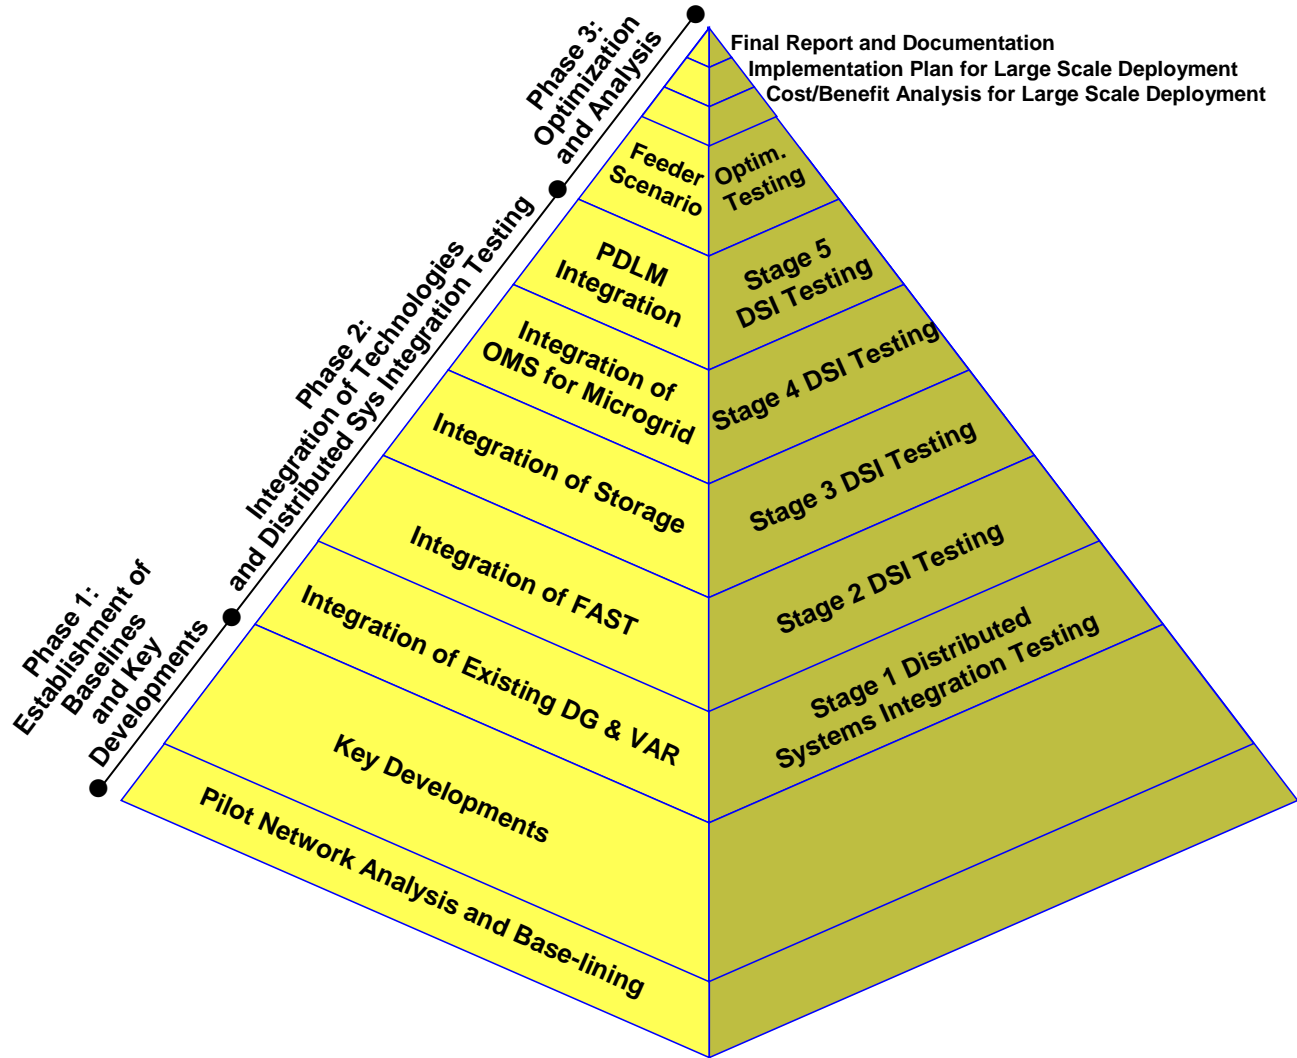 Final Report and Documentation
Implementation Plan for Large Scale Deployment
Cost/Benefit Analysis for Large Scale Deployment
Phase 3:
Optimization
and Analysis
Feeder
Scenario
Optim.
Testing
Phase 2:
Integration of Technologies
and Distributed Sys Integration Testing
PDLM
Integration
Stage 5
DSI Testing
Integration of
OMS for Microgrid
Stage 4 DSI Testing
Integration of Storage
Stage 3 DSI Testing
Integration of FAST
Stage 2 DSI Testing
Phase 1:
Establishment of
Baselines
and Key
Developments
Integration of Existing DG & VAR
Stage 1 Distributed
Systems Integration Testing
Key Developments
Pilot Network Analysis and Base-lining